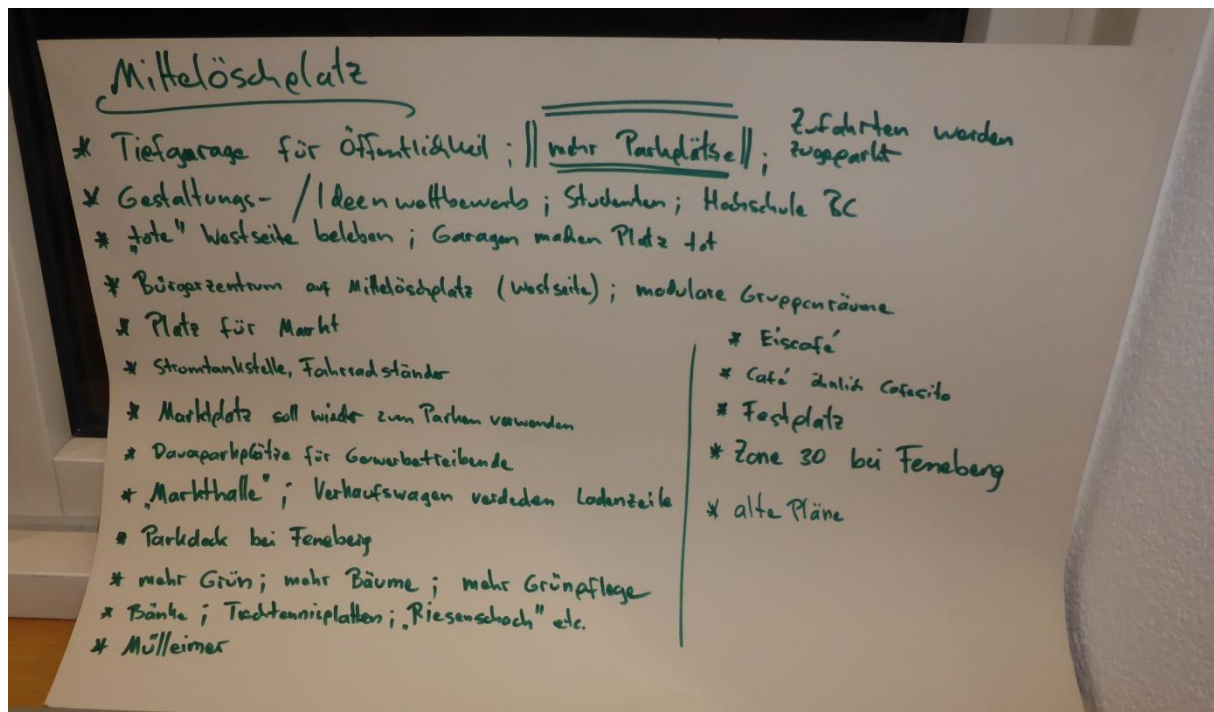 Mittelöschplatz
* Tiefgarage für Öffentlichkeit ; || mehr Parkplätze || ; Zufahrten werden zugeparkt
* Gestaltungs- / Ideenwettbewerb ; Studenten ; Hochschule BC
* „tote" Westseite beleben ; Garagen machen Platz tot
* Bürgerzentrum auf Mittelöschplatz (Westseite) ; modulare Gruppenräume
* Platz für Markt
* Stromtankstelle, Fahrradständer
* Marktplatz soll wieder zum Parken verwenden
* Dauerparkplätze für Gewerbetreibende
* „Markthalle" ; Verkaufswagen verdecken Ladenzeile
* Parkdeck bei Feneberg
* mehr Grün ; mehr Bäume ; mehr Grünpflege
* Bänke ; Tischtennisplatten ; „Riesenschach" etc.
* Mülleimer
* Eiscafé
* Café änlich Cafesito
* Festplatz
* Zone 30 bei Feneberg
* alte Pläne